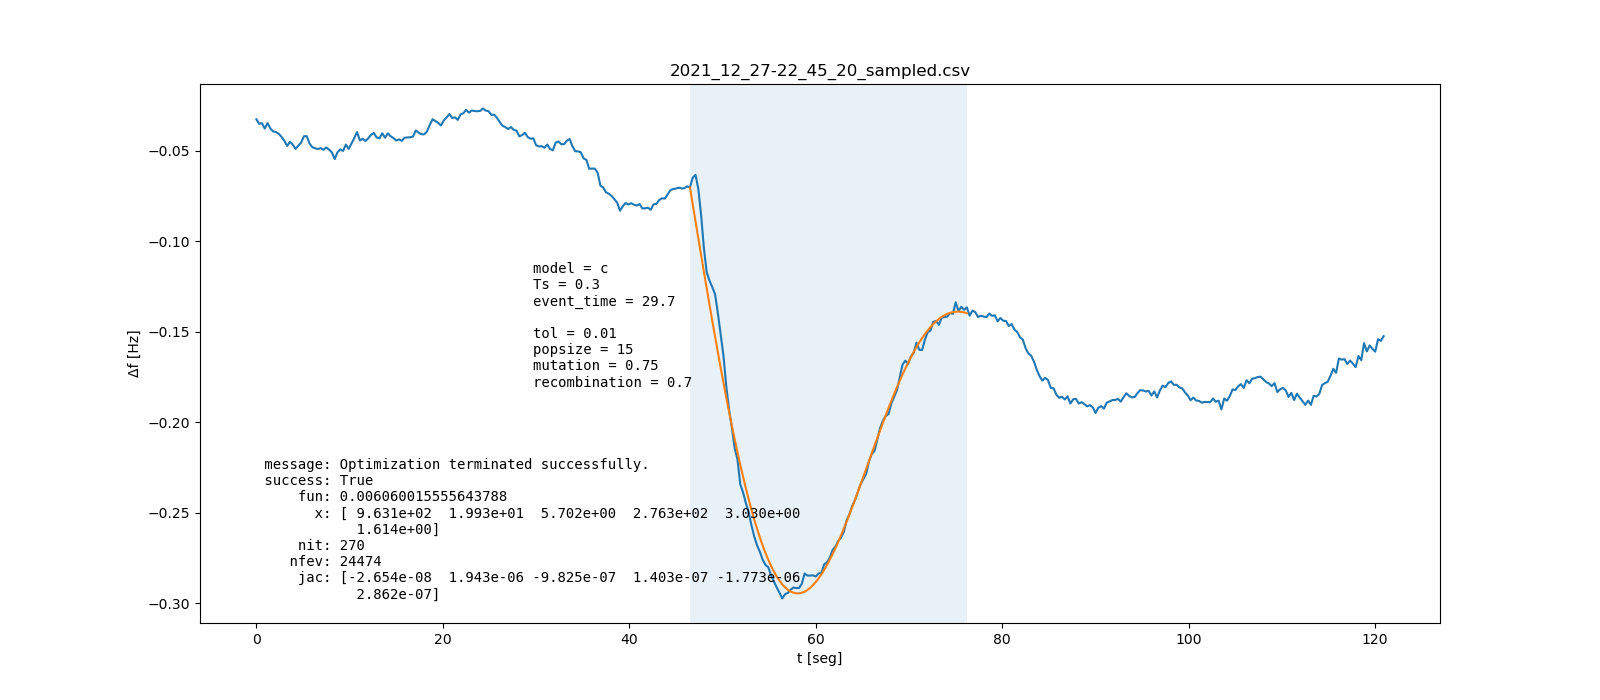 2021_12_27-22_45_20_sampled.csv
−0.05
−0.10
−0.15
−0.20
−0.25
−0.30
Δf [Hz]
model = c
Ts = 0.3
event_time = 29.7
tol = 0.01
popsize = 15
mutation = 0.75
recombination = 0.7
message: Optimization terminated successfully.
success: True
fun: 0.006060015555643788
x: [ 9.631e+02  1.993e+01  5.702e+00  2.763e+02  3.030e+00
1.614e+00]
nit: 270
nfev: 24474
jac: [-2.654e-08  1.943e-06 -9.825e-07  1.403e-07 -1.773e-06
2.862e-07]
0 20 40 60 80 100 120
t [seg]